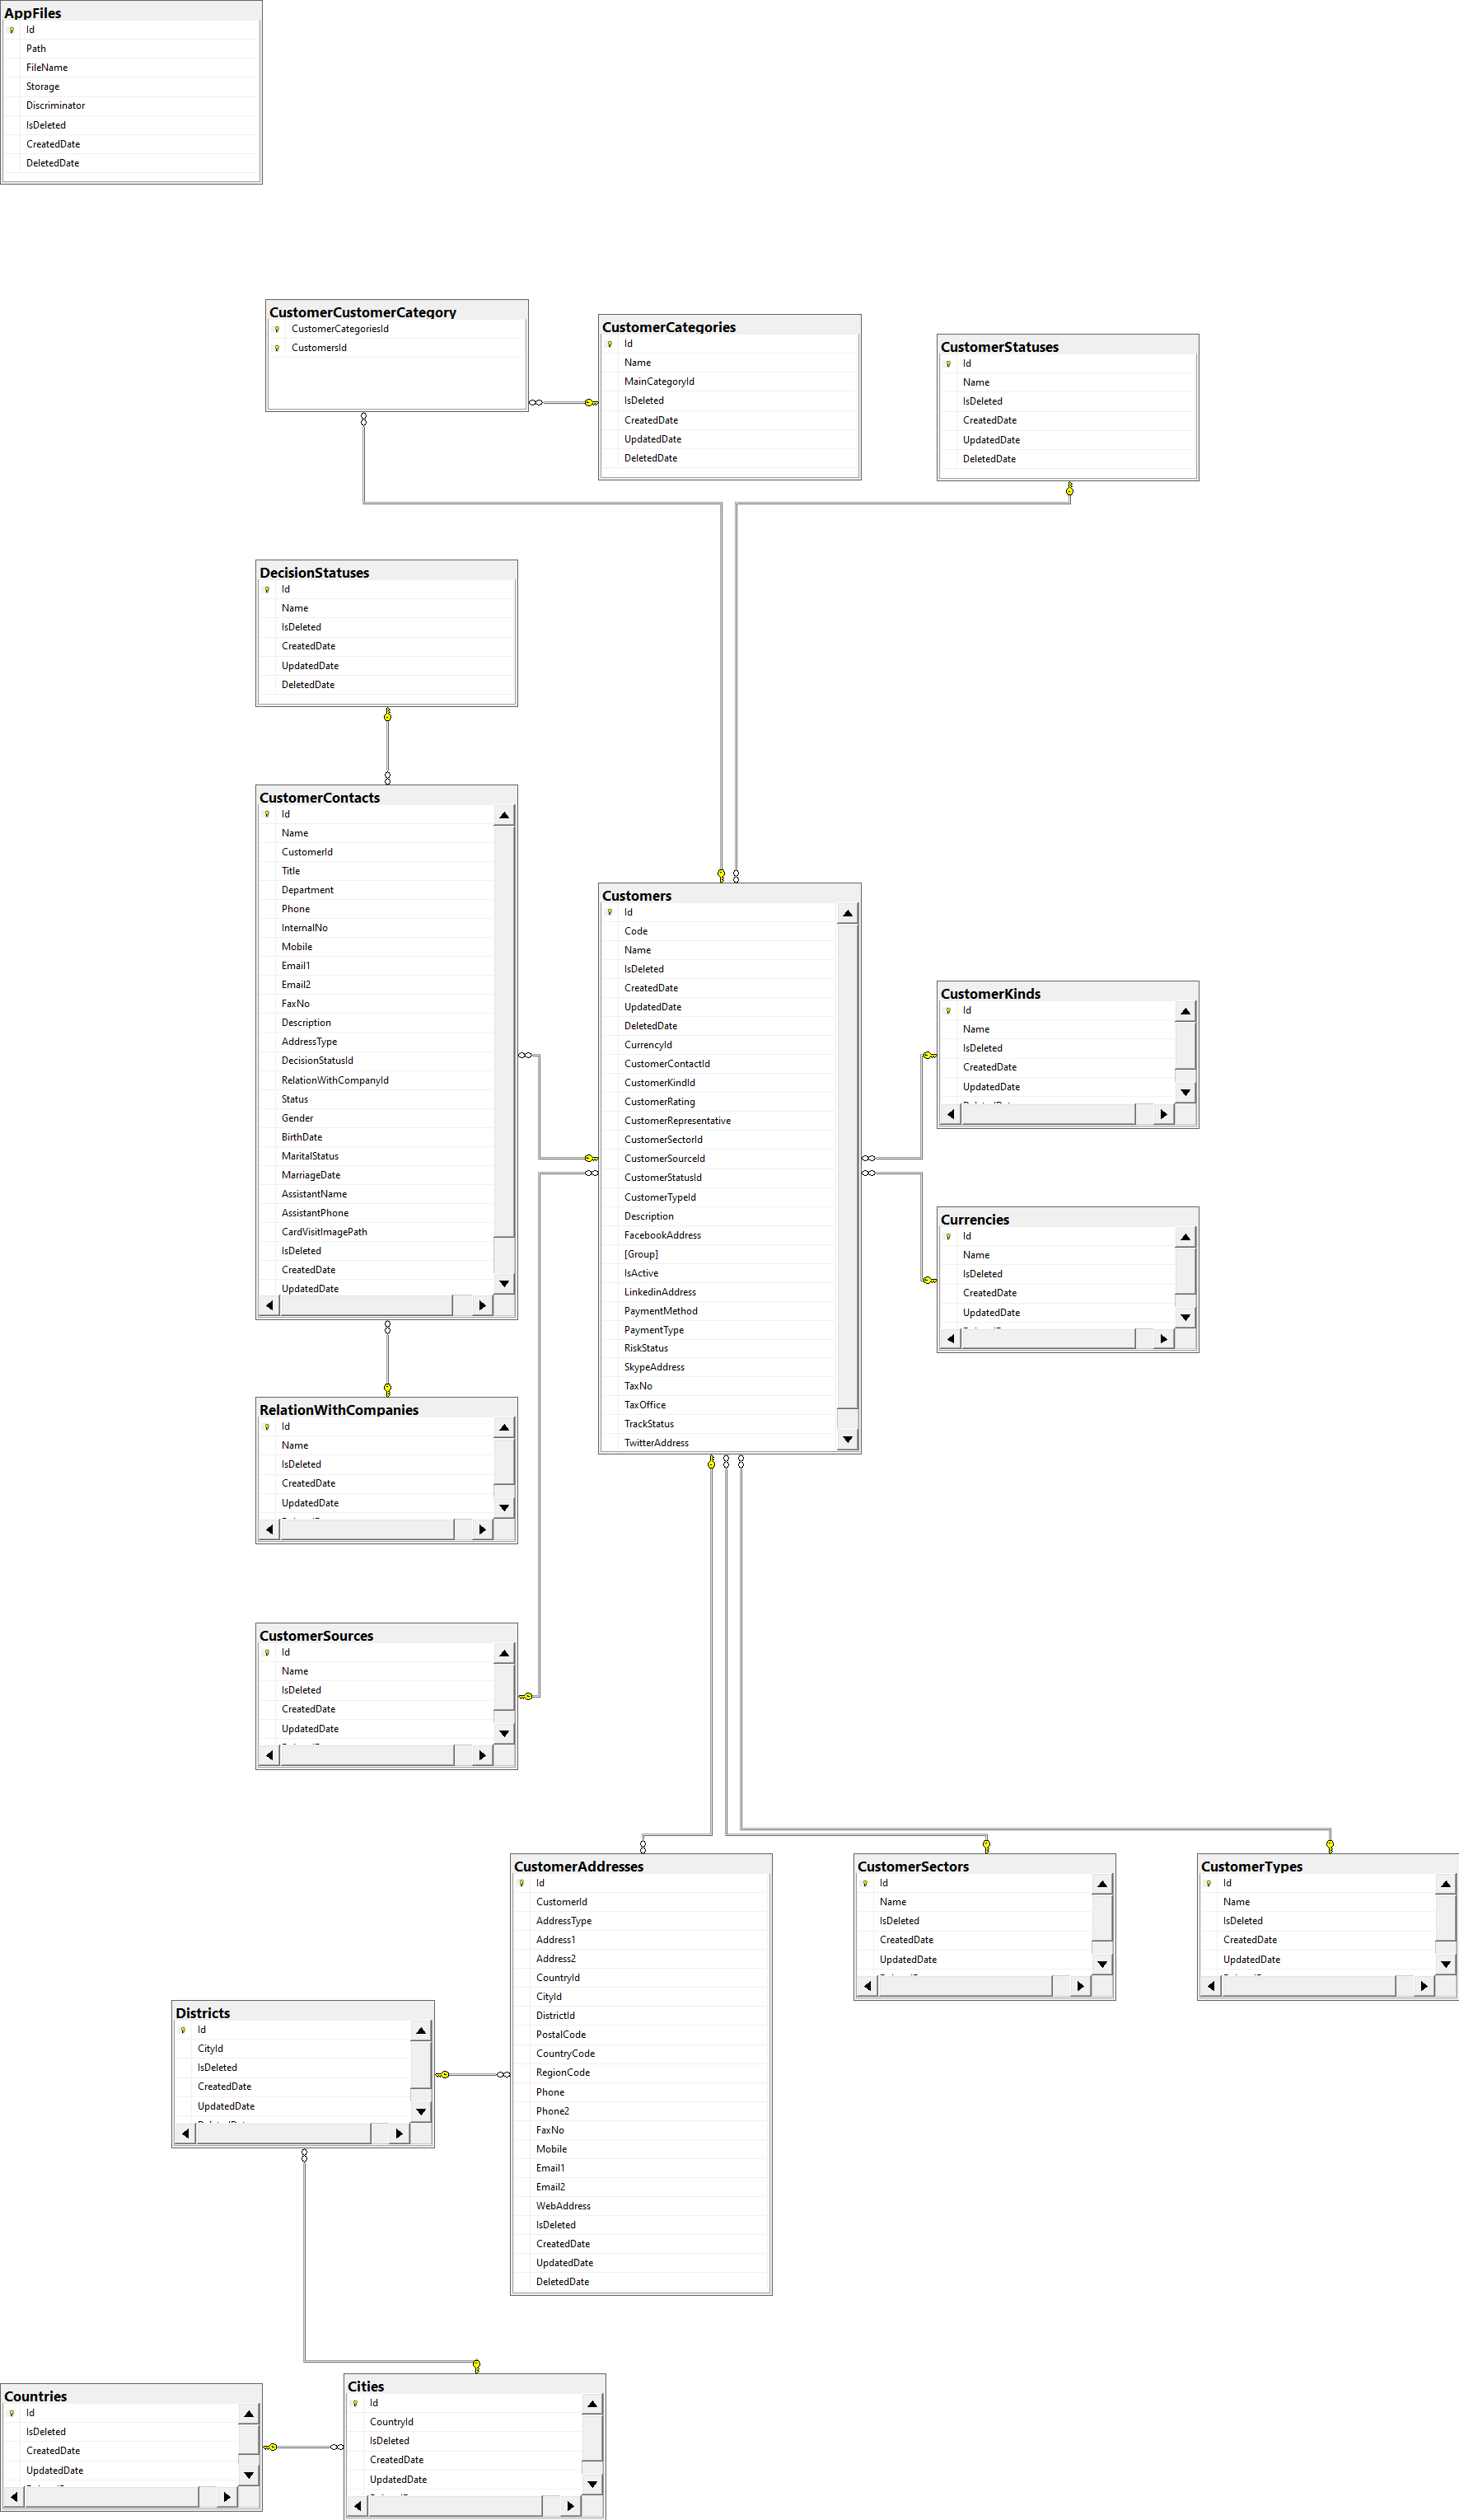 AppFiles
Id
Path
FileName
Storage
Discriminator
IsDeleted
CreatedDate
DeletedDate
CustomerCustomerCategory
CustomerCategoriesId
CustomersId
CustomerCategories
Id
Name
MainCategoryId
IsDeleted
CreatedDate
UpdatedDate
DeletedDate
CustomerStatuses
Id
Name
IsDeleted
CreatedDate
UpdatedDate
DeletedDate
DecisionStatuses
Id
Name
IsDeleted
CreatedDate
UpdatedDate
DeletedDate
CustomerContacts
Id
Name
CustomerId
Title
Department
Phone
InternalNo
Mobile
Email1
Email2
FaxNo
Description
AddressType
DecisionStatusId
RelationWithCompanyId
Status
Gender
BirthDate
MaritalStatus
MarriageDate
AssistantName
AssistantPhone
CardVisitImagePath
IsDeleted
CreatedDate
UpdatedDate
Customers
Id
Code
Name
IsDeleted
CreatedDate
UpdatedDate
DeletedDate
CurrencyId
CustomerContactId
CustomerKindId
CustomerRating
CustomerRepresentative
CustomerSectorId
CustomerSourceId
CustomerStatusId
CustomerTypeId
Description
FacebookAddress
[Group]
IsActive
LinkedinAddress
PaymentMethod
PaymentType
RiskStatus
SkypeAddress
TaxNo
TaxOffice
TrackStatus
TwitterAddress
CustomerKinds
Id
Name
IsDeleted
CreatedDate
UpdatedDate
Currencies
Id
Name
IsDeleted
CreatedDate
UpdatedDate
RelationWithCompanies
Id
Name
IsDeleted
CreatedDate
UpdatedDate
CustomerSources
Id
Name
IsDeleted
CreatedDate
UpdatedDate
CustomerAddresses
Id
CustomerId
AddressType
Address1
Address2
CountryId
CityId
DistrictId
PostalCode
CountryCode
RegionCode
Phone
Phone2
FaxNo
Mobile
Email1
Email2
WebAddress
IsDeleted
CreatedDate
UpdatedDate
DeletedDate
CustomerSectors
Id
Name
IsDeleted
CreatedDate
UpdatedDate
CustomerTypes
Id
Name
IsDeleted
CreatedDate
UpdatedDate
Districts
Id
CityId
IsDeleted
CreatedDate
UpdatedDate
Countries
Id
IsDeleted
CreatedDate
UpdatedDate
Cities
Id
CountryId
IsDeleted
CreatedDate
UpdatedDate